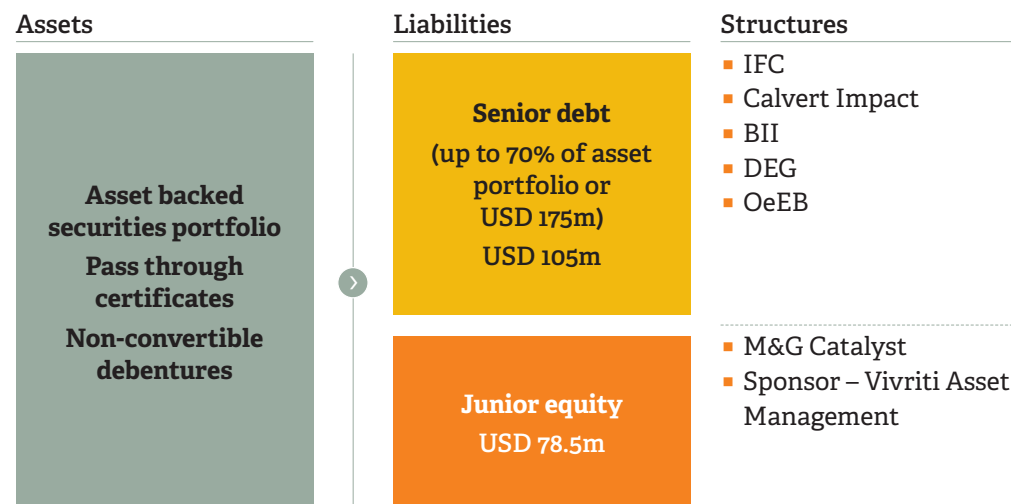 Assets
Asset backed
securities portfolio
Pass through
certificates
Non-convertible
debentures
Liabilities
Senior debt
(up to 70% of asset
portfolio or
USD 175m)
USD 105m
Junior equity
USD 78.5m
Structures
IFC
Calvert Impact
BII
DEG
OeEB
M&G Catalyst
Sponsor – Vivriti Asset
Management